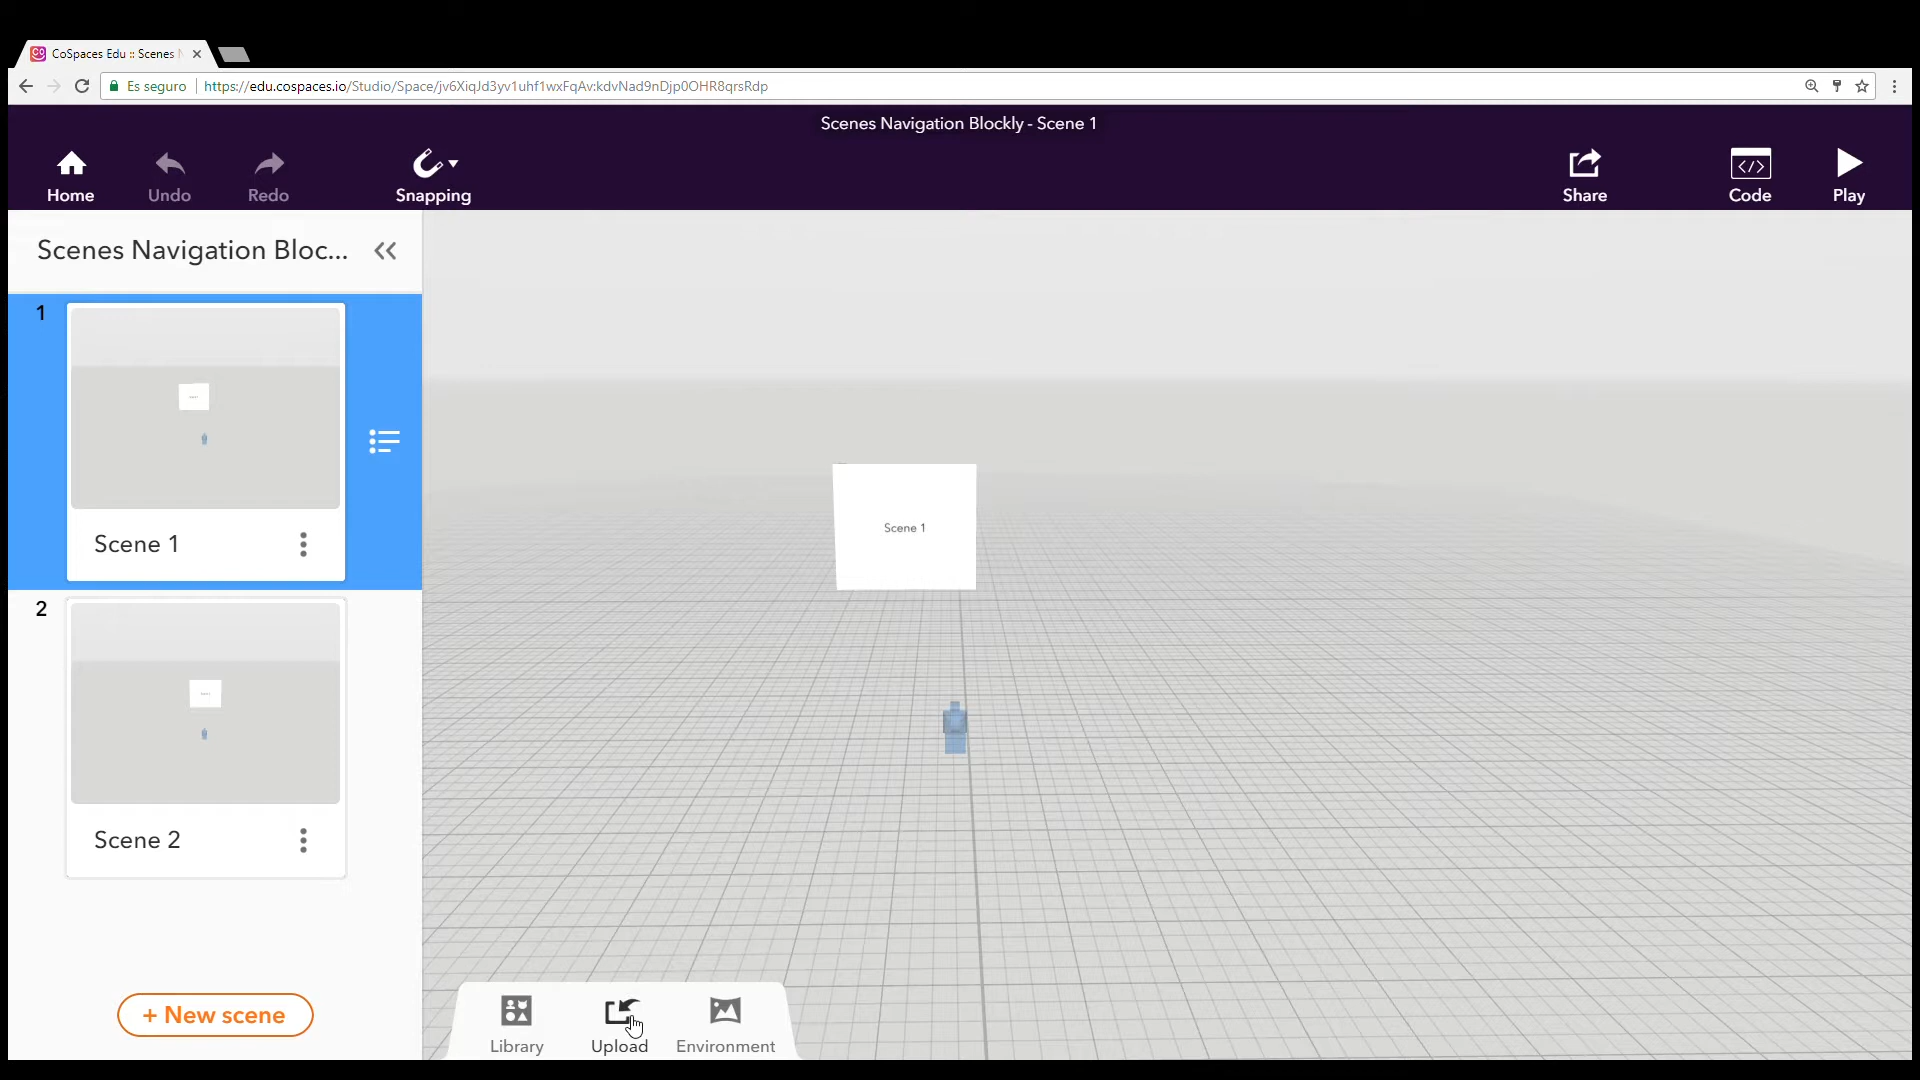 CoSpaces Edu :: Scenes
Es seguro
https://edu.cospaces.io/Studio/Space/jv6XiqJd3yv1uhf1wxFqAv:kdvNad9nDjp0OHR8qrsRdp
Scenes Navigation Blockly - Scene 1
Home
Undo
Redo
Snapping
Share
Code
Play
Scenes Navigation Bloc...
1
Scene 1
2
Scene 2
+ New scene
Scene 1
Library
Upload
Environment